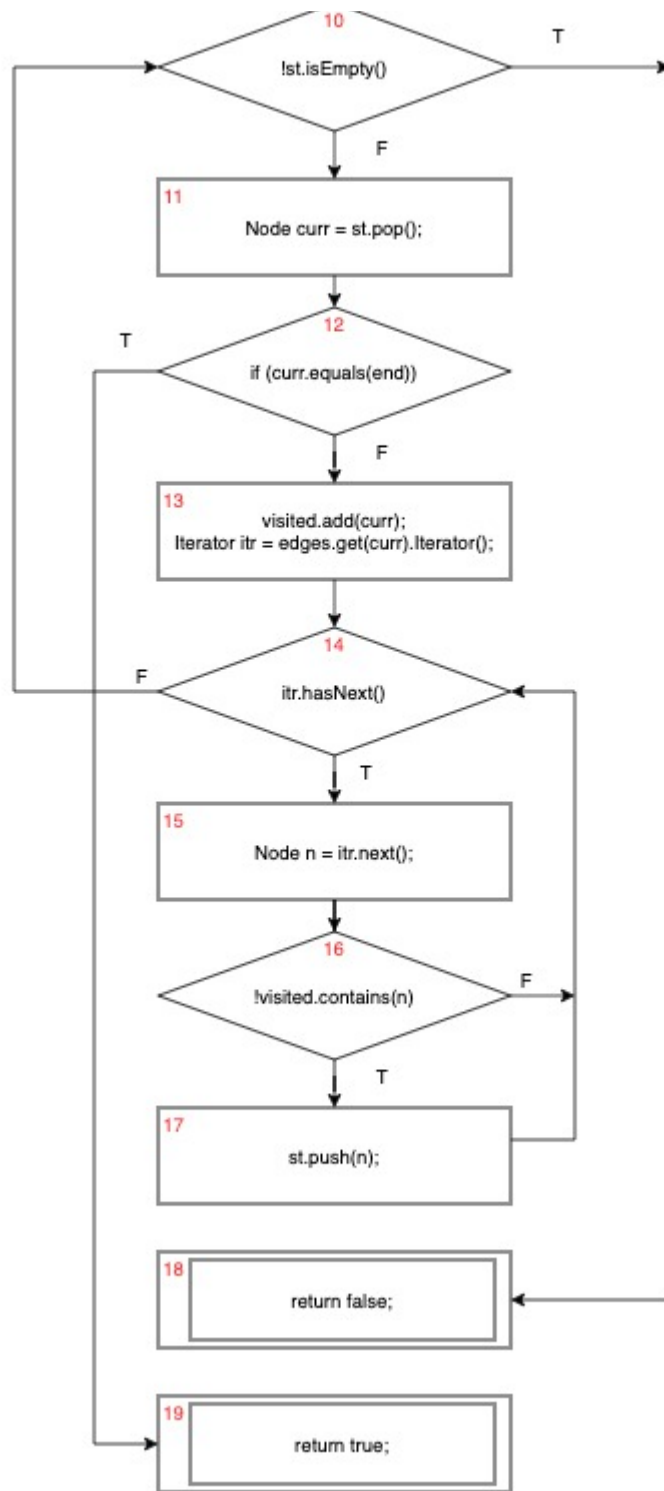 10
T
!st.isEmpty()
F
11
Node curr = st.pop();
12
T
if (curr.equals(end))
F
13
visited.add(curr);
Iterator itr = edges.get(curr).Iterator();
14
F
itr.hasNext()
T
15
Node n = itr.next();
16
F
!visited.contains(n)
T
17
st.push(n);
18
return false;
19
return true;